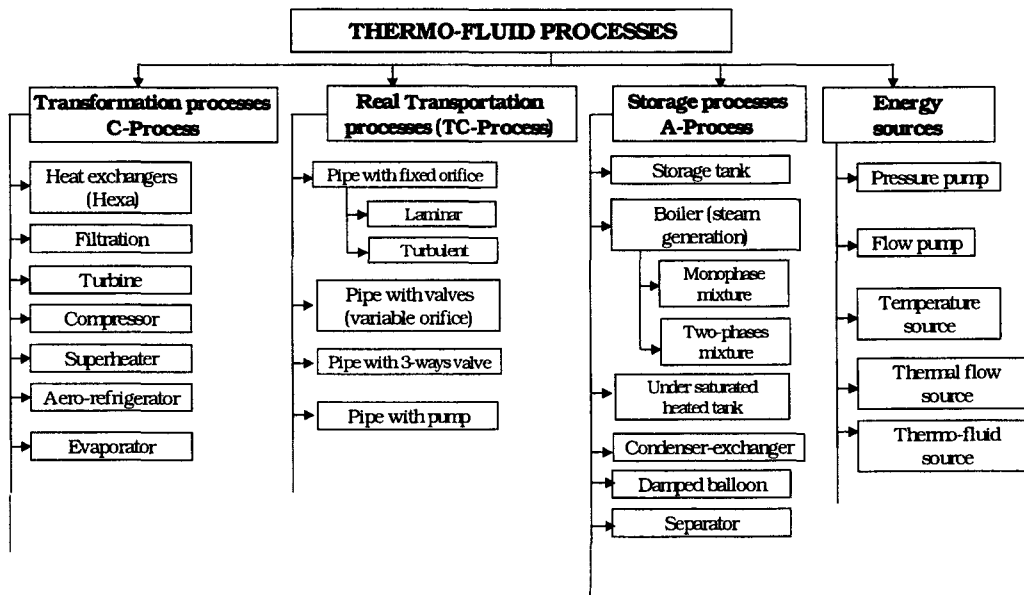 THERMO-FLUID PROCESSES
Transformation processes
C-Process
Heat exchangers
(Hexa)
Filtration
Turbine
Compressor
Superheater
Aero-refrigerator
Evaporator
Real Transportation
processes (TC-Process)
Pipe with fixed orifice
Laminar
Turbulent
Pipe with valves
(variable orifice)
Pipe with 3-ways valve
Pipe with pump
Storage processes
A-Process
Storage tank
Boiler (steam
generation)
Monophase
mixture
Two-phases
mixture
Under saturated
heated tank
Condenser-exchanger
Damped balloon
Separator
Energy
sources
Pressure pump
Flow pump
Temperature
source
Thermal flow
source
Thermo-fluid
source